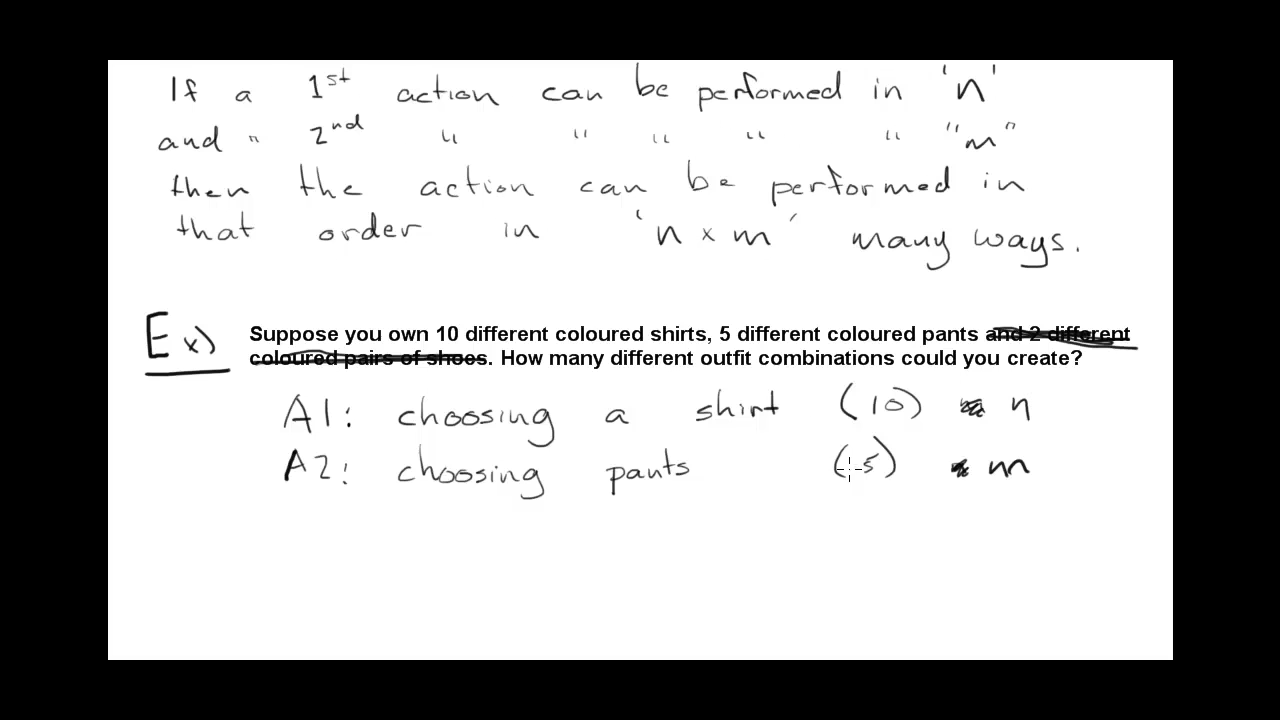 If a 1st action can be performed in 'n'
and " 2nd " " " " " "m"
then the action can be performed in
that order in 'n x m' many ways.
Ex) Suppose you own 10 different coloured shirts, 5 different coloured pants and 2 different
coloured pairs of shoes. How many different outfit combinations could you create?
A1: choosing a shirt (10) n
A2: choosing pants (5) m